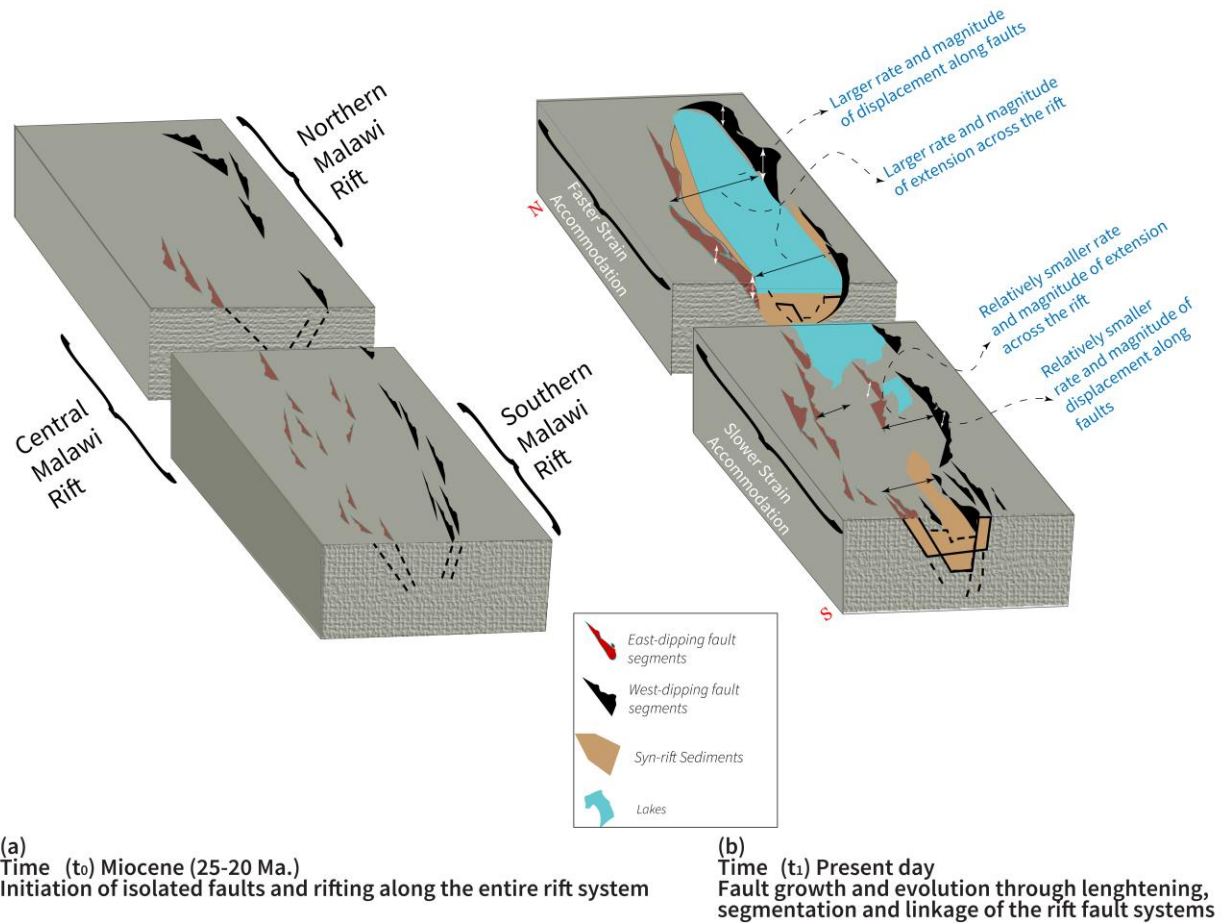 Northern
Malawi
Rift
Central
Malawi
Rift
Southern
Malawi
Rift
N
Faster Strain
Accommodation
Larger rate and magnitude
of displacement along faults
Larger rate and magnitude
of extension across the rift
Relatively smaller rate
and magnitude of extension
across the rift
Relatively smaller
rate and magnitude of
displacement along
faults
Slower Strain
Accommodation
S
East-dipping fault
segments
West-dipping fault
segments
Syn-rift Sediments
Lakes
(a)
Time (t₀) Miocene (25-20 Ma.)
Initiation of isolated faults and rifting along the entire rift system
(b)
Time (t₁) Present day
Fault growth and evolution through lenghtening,
segmentation and linkage of the rift fault systems